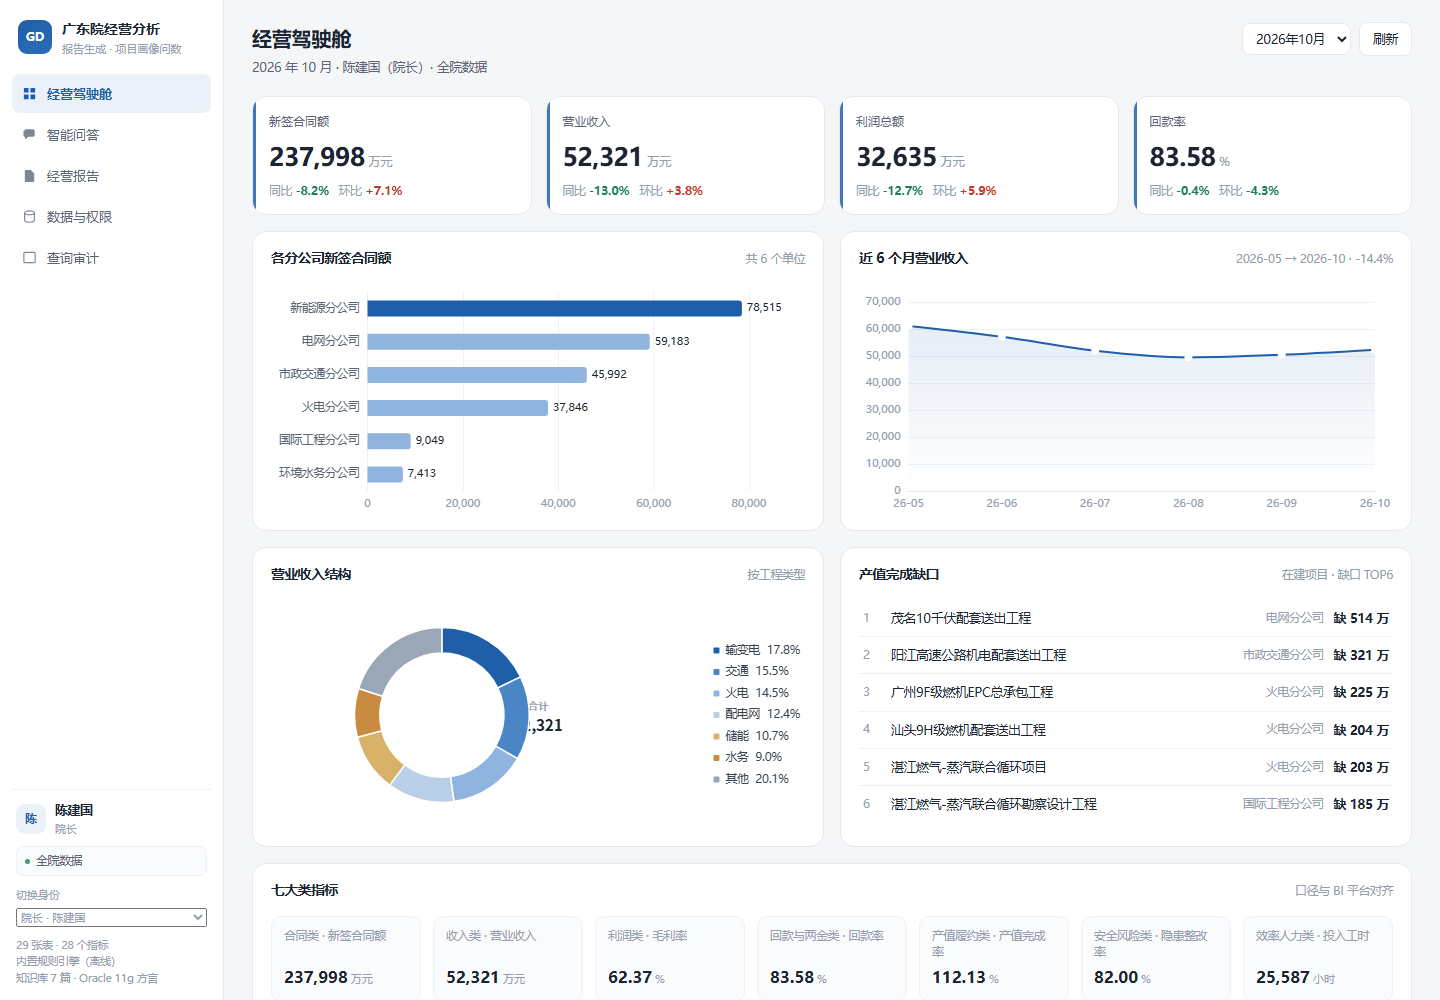 GD
广东院经营分析
报告生成 · 项目画像问数
经营驾驶舱
智能问答
经营报告
数据与权限
查询审计
陈
陈建国
院长
全院数据
切换身份
院长 · 陈建国
29 张表 · 28 个指标
内置规则引擎（离线）
知识库 7 篇 · Oracle 11g 方言
经营驾驶舱
2026 年 10 月 · 陈建国（院长）· 全院数据
2026年10月
刷新
新签合同额
237,998 万元
同比 -8.2% 环比 +7.1%
营业收入
52,321 万元
同比 -13.0% 环比 +3.8%
利润总额
32,635 万元
同比 -12.7% 环比 +5.9%
回款率
83.58 %
同比 -0.4% 环比 -4.3%
各分公司新签合同额
共 6 个单位
新能源分公司 78,515
电网分公司 59,183
市政交通分公司 45,992
火电分公司 37,846
国际工程分公司 9,049
环境水务分公司 7,413
0 20,000 40,000 60,000 80,000
近 6 个月营业收入
2026-05 → 2026-10 · -14.4%
70,000
60,000
50,000
40,000
30,000
20,000
10,000
0
26-05 26-06 26-07 26-08 26-09 26-10
营业收入结构
按工程类型
合计
,321
输变电 17.8%
交通 15.5%
火电 14.5%
配电网 12.4%
储能 10.7%
水务 9.0%
其他 20.1%
产值完成缺口
在建项目 · 缺口 TOP6
1 茂名10千伏配套送出工程 电网分公司 缺 514 万
2 阳江高速公路机电配套送出工程 市政交通分公司 缺 321 万
3 广州9F级燃机EPC总承包工程 火电分公司 缺 225 万
4 汕头9H级燃机配套送出工程 火电分公司 缺 204 万
5 湛江燃气-蒸汽联合循环项目 火电分公司 缺 203 万
6 湛江燃气-蒸汽联合循环勘察设计工程 国际工程分公司 缺 185 万
七大类指标
口径与 BI 平台对齐
合同类 · 新签合同额
237,998 万元
收入类 · 营业收入
52,321 万元
利润类 · 毛利率
62.37 %
回款与两金类 · 回款率
83.58 %
产值履约类 · 产值完成
率
112.13 %
安全风险类 · 隐患整改
率
82.00 %
效率人力类 · 投入工时
25,587 小时